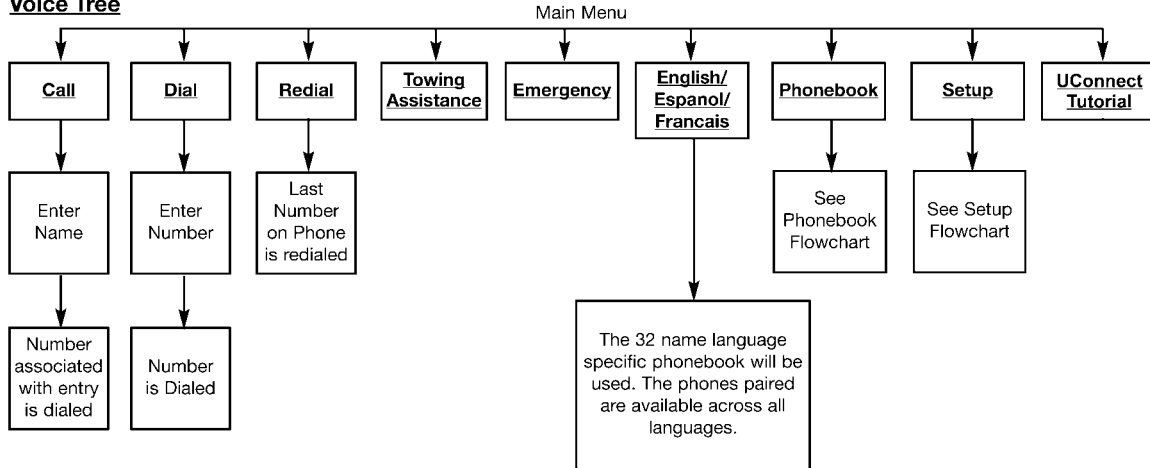 Voice Tree
Main Menu
Call
Dial
Redial
Towing
Assistance
Emergency
English/
Espanol/
Francais
Phonebook
Setup
UConnect
Tutorial
Enter
Name
Enter
Number
Last
Number
on Phone
is redialed
See
Phonebook
Flowchart
See Setup
Flowchart
Number
associated
with entry
is dialed
Number
is Dialed
The 32 name language
specific phonebook will be
used. The phones paired
are available across all
languages.